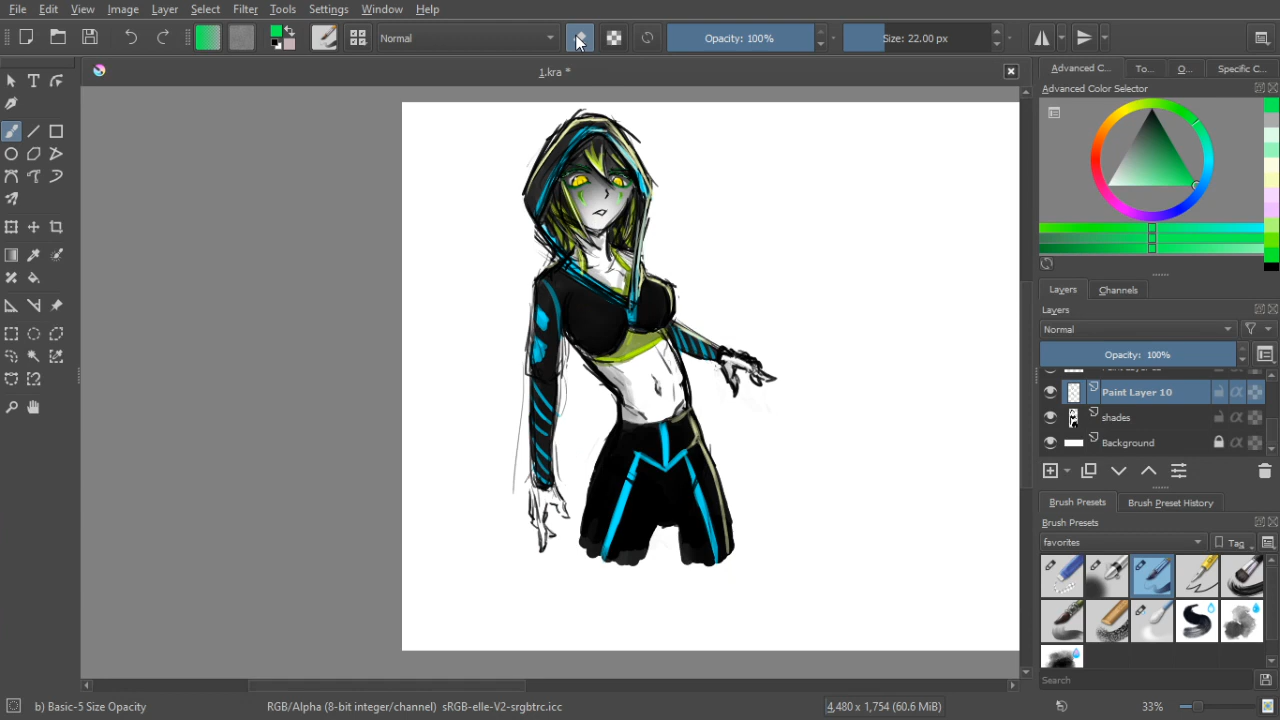 File Edit View Image Layer Select Filter Tools Settings Window Help
Normal Opacity: 100% Size: 22.00 px
1.kra *
Advanced C... To... O... Specific C...
Advanced Color Selector
Layers Channels
Layers
Normal
Opacity: 100%
Paint Layer 10
shades
Background
Brush Presets Brush Preset History
Brush Presets
favorites Tag
Search
b) Basic-5 Size Opacity RGB/Alpha (8-bit integer/channel) sRGB-elle-V2-srgbtrc.icc 4,480 x 1,754 (60.6 MiB) 33%